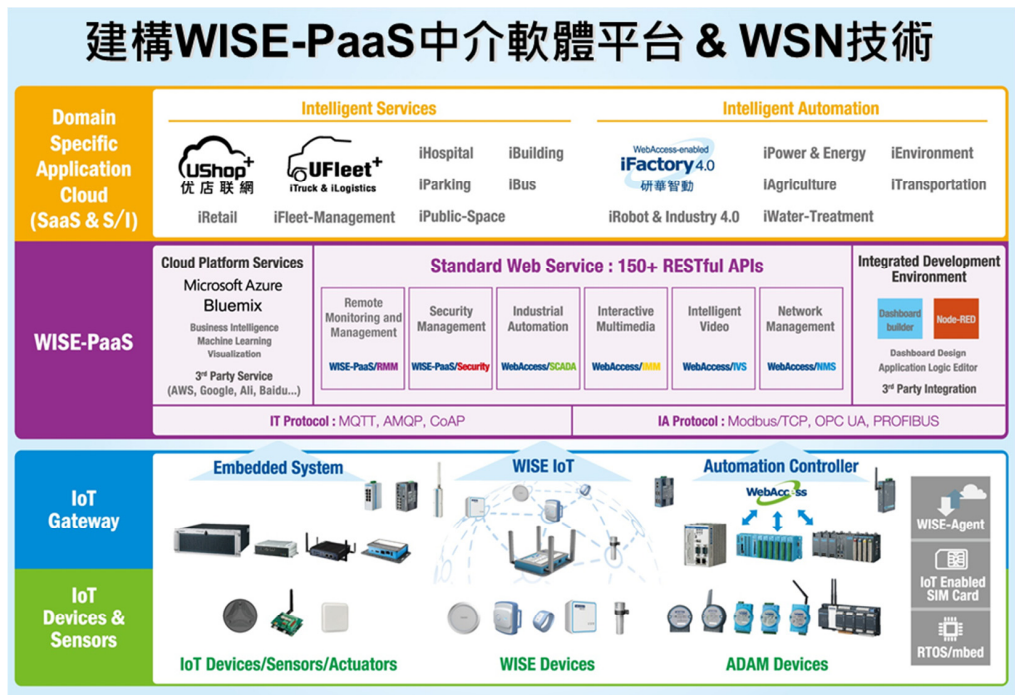 建構WISE-PaaS中介軟體平台 & WSN技術
Domain
Specific
Application
Cloud
(SaaS & S/I)
Intelligent Services
UShop+
优店联網
iRetail
UFleet+
iTruck & iLogistics
iFleet-Management
iHospital
iBuilding
iParking
iBus
iPublic-Space
Intelligent Automation
WebAccess-enabled
iFactory 4.0
研華智動
iRobot & Industry 4.0
iPower & Energy
iEnvironment
iAgriculture
iTransportation
iWater-Treatment
WISE-PaaS
Cloud Platform Services
Microsoft Azure
Bluemix
Business Intelligence
Machine Learning
Visualization
3rd Party Service
(AWS, Google, Ali, Baidu...)
Standard Web Service : 150+ RESTful APIs
Remote
Monitoring and
Management
WISE-PaaS/RMM
Security
Management
WISE-PaaS/Security
Industrial
Automation
WebAccess/SCADA
Interactive
Multimedia
WebAccess/IMM
Intelligent
Video
WebAccess/IVS
Network
Management
WebAccess/NMS
Integrated Development
Environment
Dashboard
builder
Node-RED
Dashboard Design
Application Logic Editor
3rd Party Integration
IT Protocol : MQTT, AMQP, CoAP
IA Protocol : Modbus/TCP, OPC UA, PROFIBUS
IoT
Gateway
Embedded System
WISE IoT
Automation Controller
WebAccess
WISE-Agent
IoT Enabled
SIM Card
RTOS/mbed
IoT
Devices &
Sensors
IoT Devices/Sensors/Actuators
WISE Devices
ADAM Devices